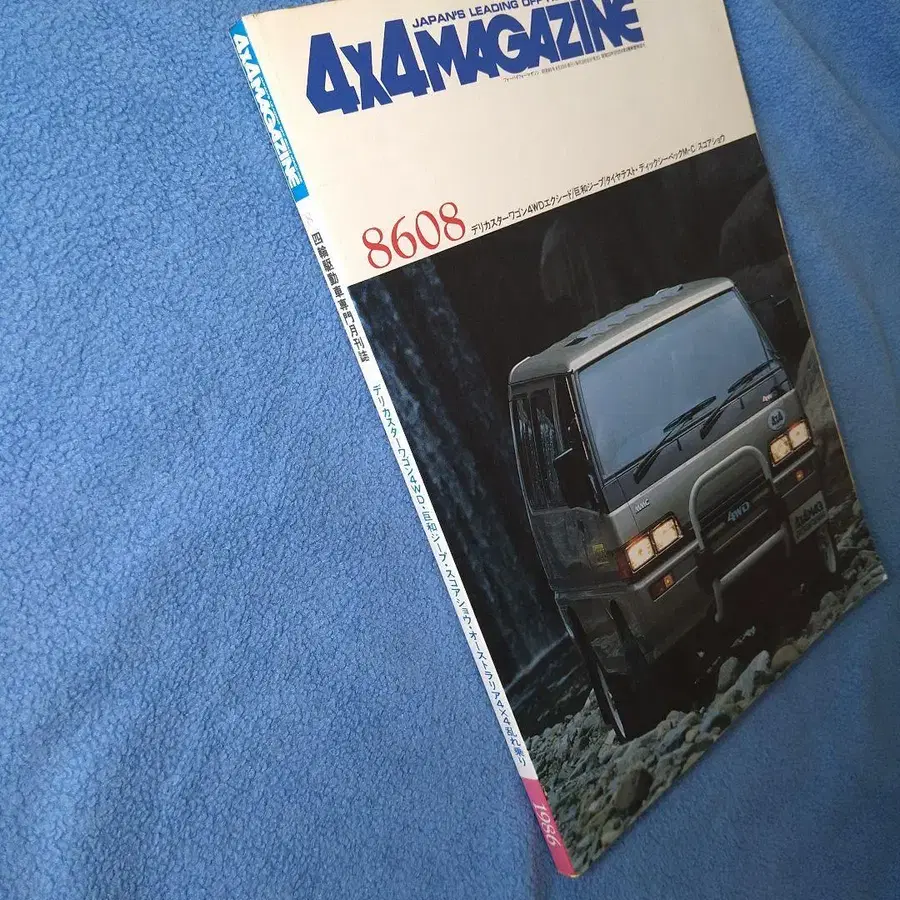 JAPAN'S LEADING OFF
4x4MAGAZINE
8608
デリカスターワゴン4WDエクシード/巨和ジープ/タイヤテスト・ディックシーペックM-C/スコアショウ
MMC
4WD
4x4
4x4MAG
4x4MAGAZINE
四輪駆動車専門月刊誌
デリカスターワゴン4WD・巨和ジープ・スコアショウ・オーストラリア4×4乱れ乗り
1986